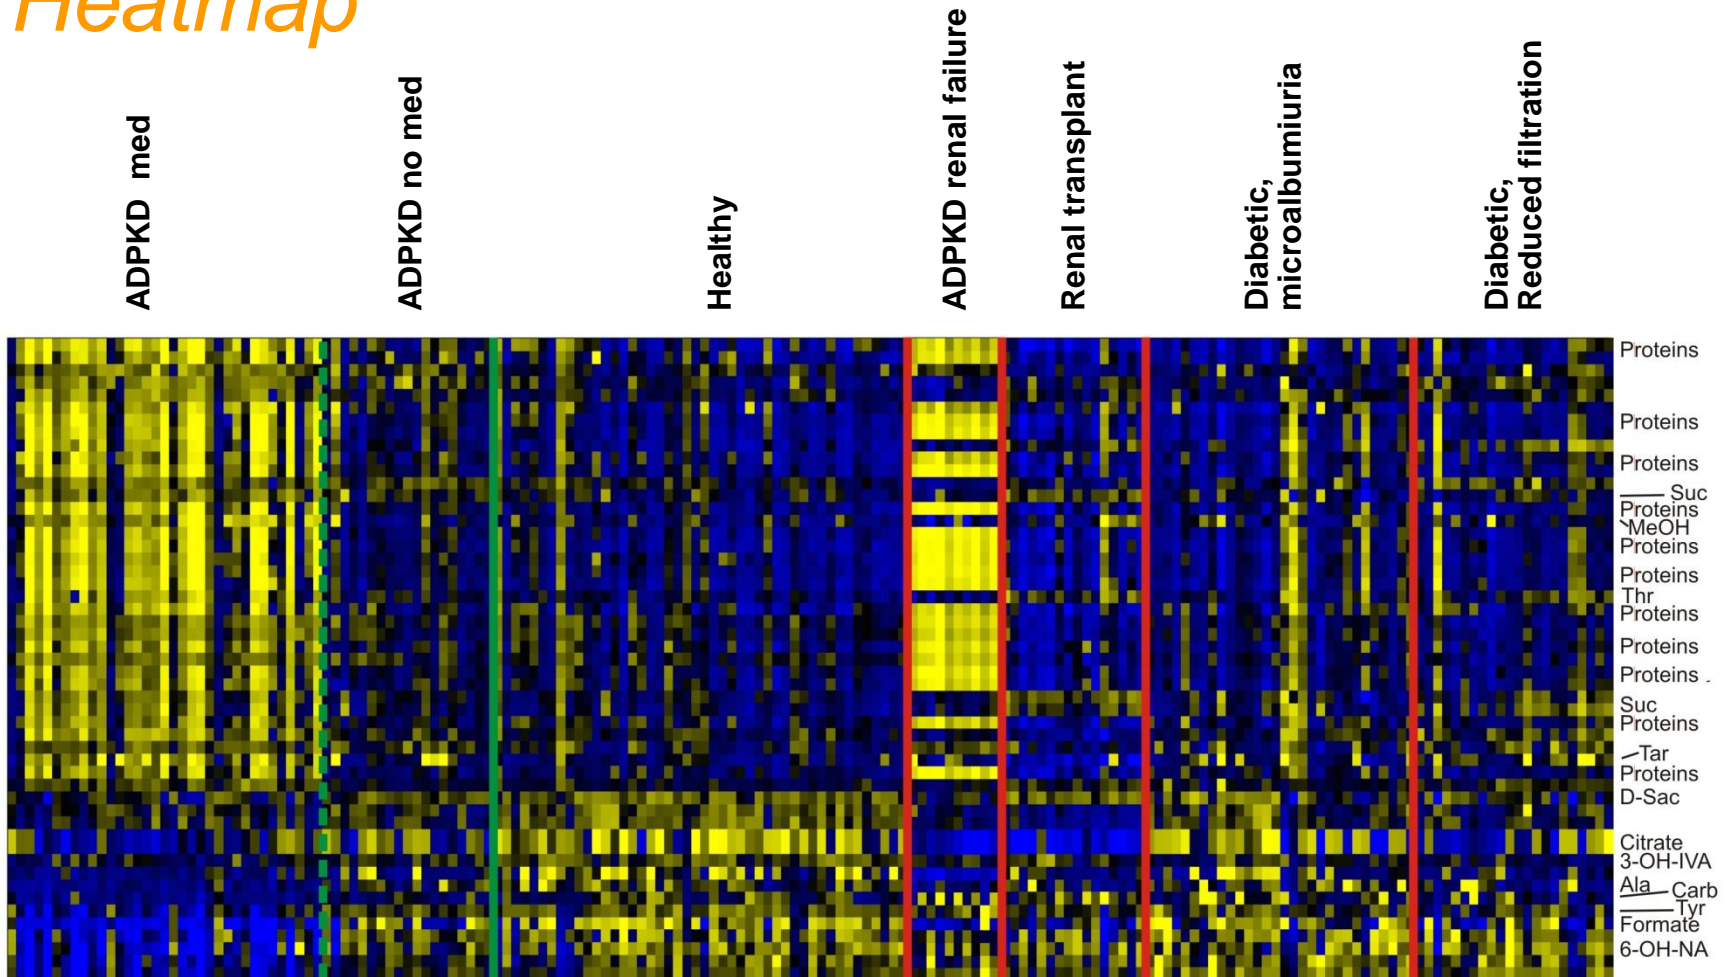 Heatmap
ADPKD med
ADPKD no med
Healthy
ADPKD renal failure
Renal transplant
Diabetic,
microalbumiuria
Diabetic,
Reduced filtration
Proteins
Proteins
Proteins
Suc
Proteins
MeOH
Proteins
Proteins
Thr
Proteins
Proteins
Proteins
Suc
Proteins
Tar
Proteins
D-Sac
Citrate
3-OH-IVA
Ala
Carb
Tyr
Formate
6-OH-NA